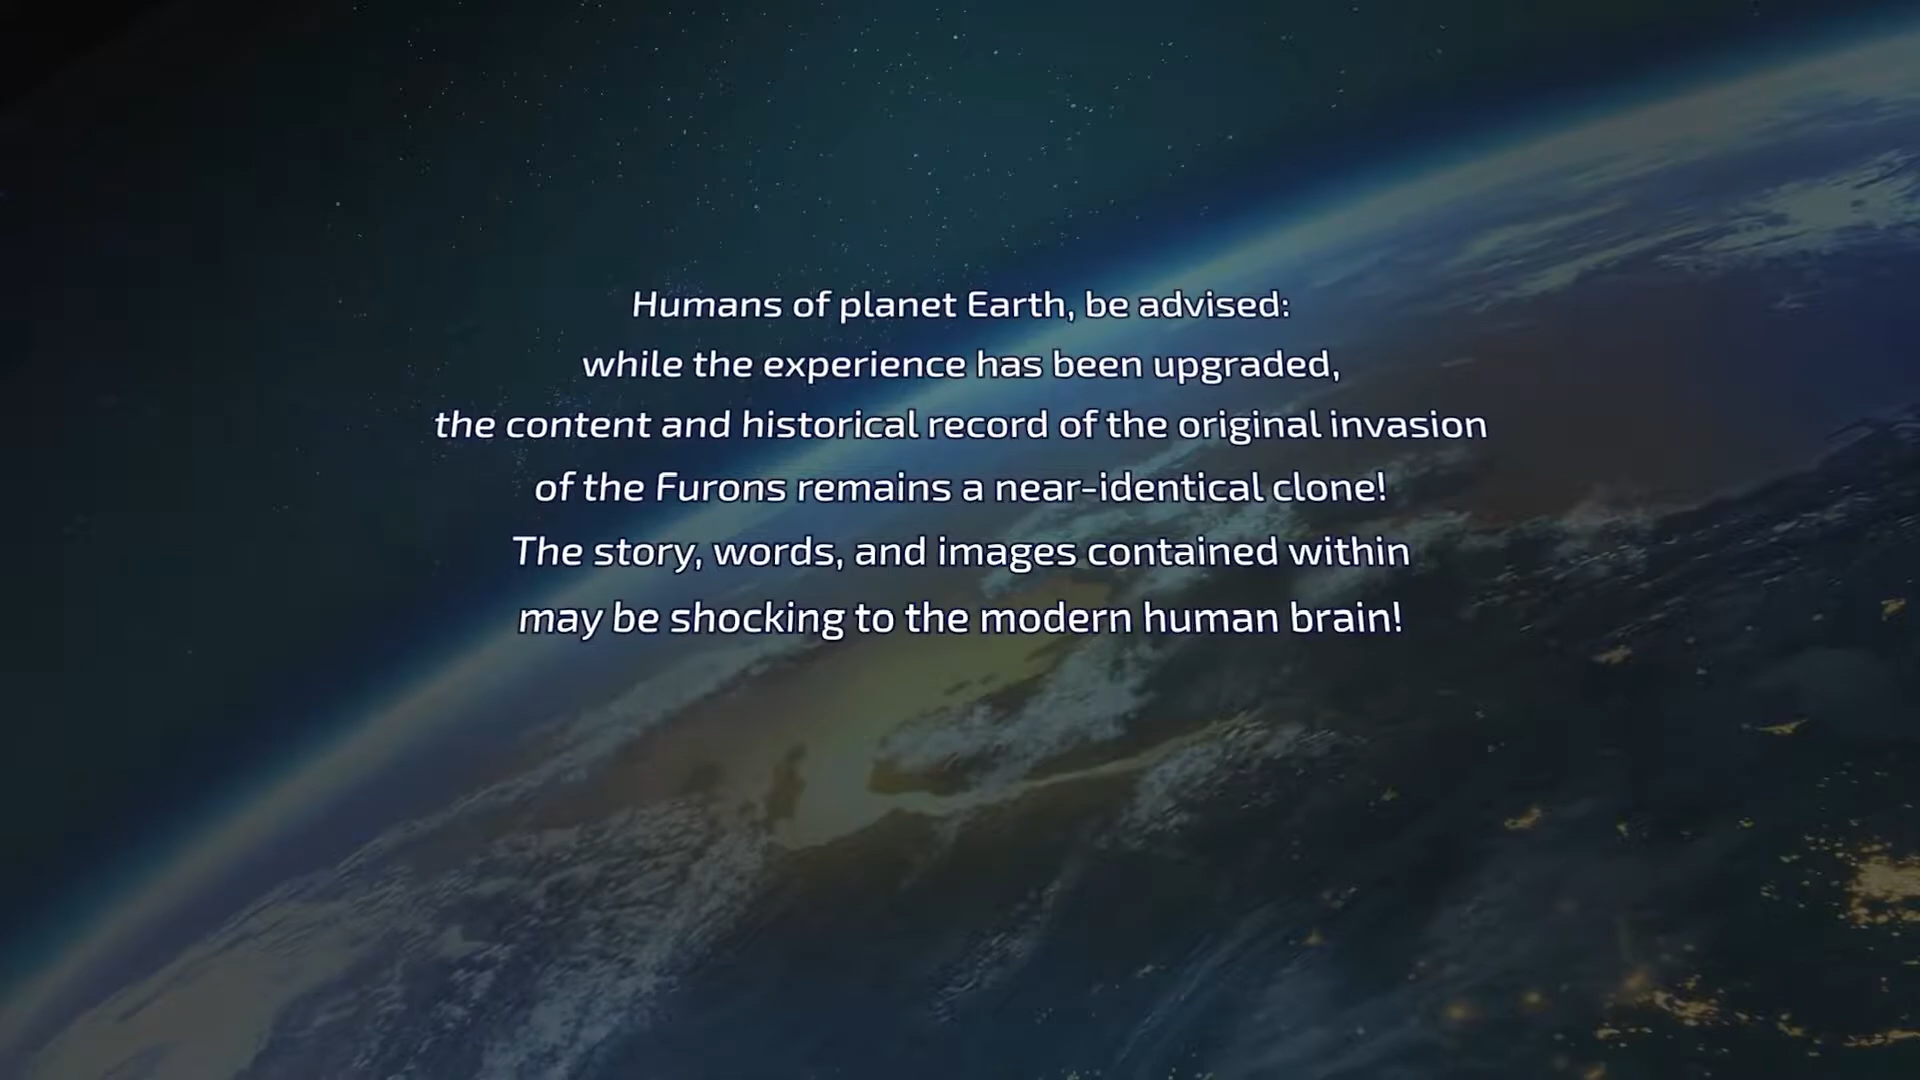 Humans of planet Earth, be advised:
while the experience has been upgraded,
the content and historical record of the original invasion
of the Furons remains a near-identical clone!
The story, words, and images contained within
may be shocking to the modern human brain!